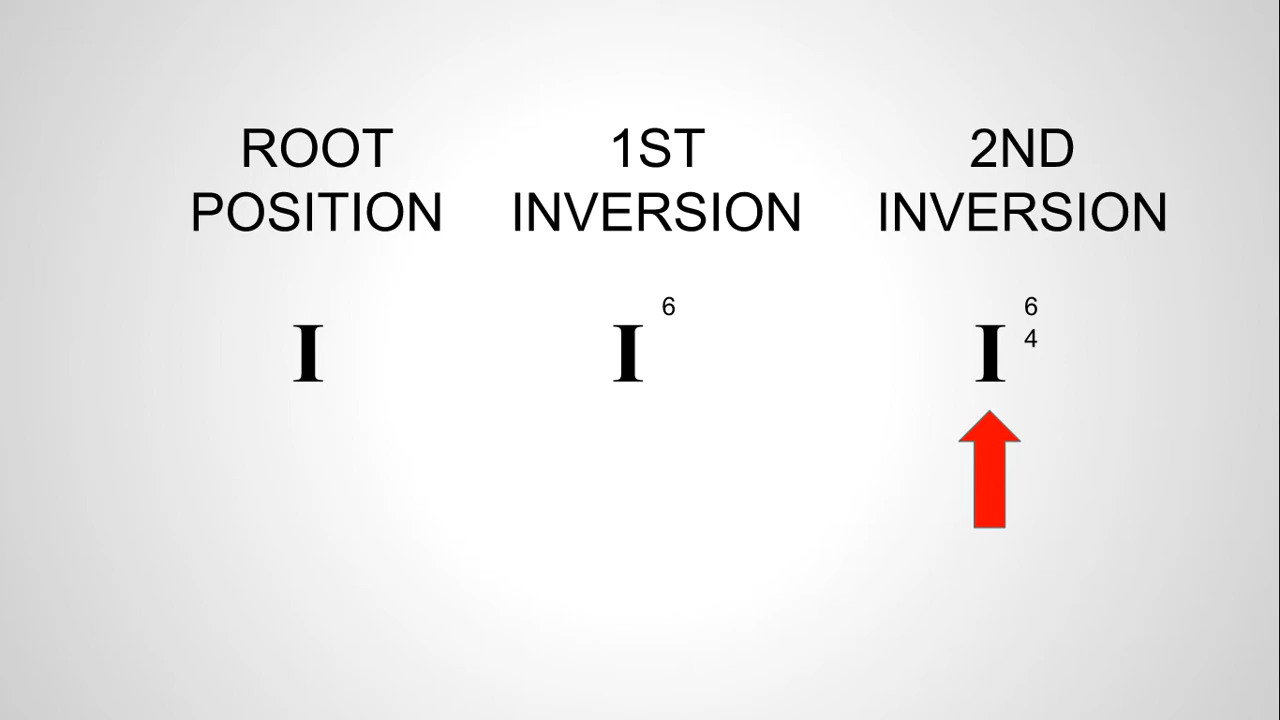 ROOT
POSITION
1ST
INVERSION
2ND
INVERSION
I
I 6
I 6
4